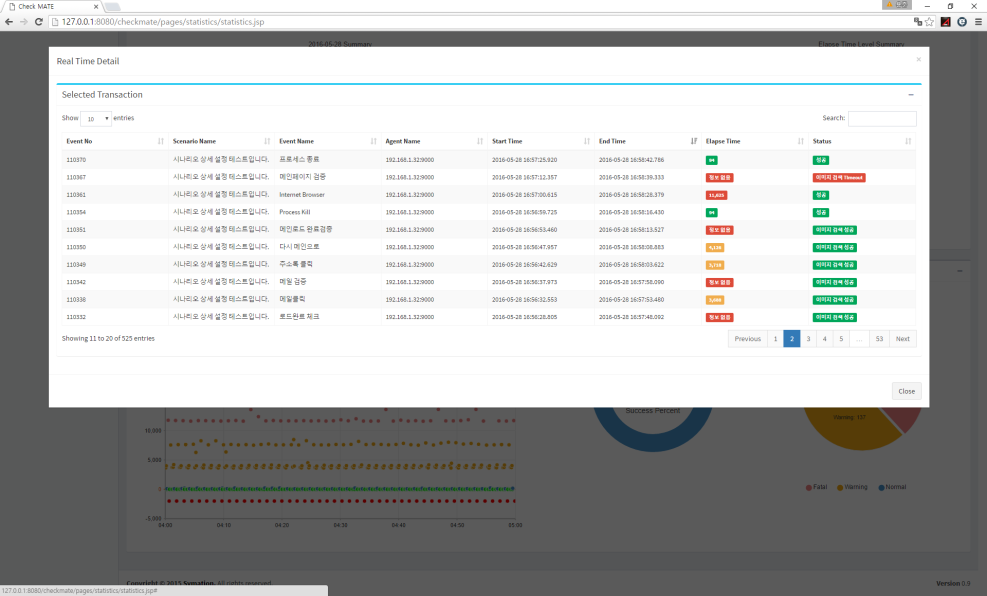 Check MATE
127.0.0.1:8080/checkmate/pages/statistics/statistics.jsp
2016-05-28 Summary Elapse Time Level Summary
Real Time Detail ×
Selected Transaction
Show 10 entries Search:
Event No Scenario Name Event Name Agent Name Start Time End Time Elapse Time Status
110370 시나리오 상세 설정 테스트입니다. 프로세스 종료 192.168.1.32:9000 2016-05-28 16:57:25.920 2016-05-28 16:58:42.786 94 성공
110367 시나리오 상세 설정 테스트입니다. 메인페이지 검증 192.168.1.32:9000 2016-05-28 16:57:12.357 2016-05-28 16:58:39.333 정보 없음 이미지 검색 Timeout
110361 시나리오 상세 설정 테스트입니다. Internet Browser 192.168.1.32:9000 2016-05-28 16:57:00.615 2016-05-28 16:58:28.379 성공
110354 시나리오 상세 설정 테스트입니다. Process Kill 192.168.1.32:9000 2016-05-28 16:56:59.725 2016-05-28 16:58:16.430 94 성공
110351 시나리오 상세 설정 테스트입니다. 메인로드 완료검증 192.168.1.32:9000 2016-05-28 16:56:53.460 2016-05-28 16:58:13.527 정보 없음 이미지 검색 성공
110350 시나리오 상세 설정 테스트입니다. 다시 메인으로 192.168.1.32:9000 2016-05-28 16:56:47.957 2016-05-28 16:58:08.883 이미지 검색 성공
110349 시나리오 상세 설정 테스트입니다. 주소록 클릭 192.168.1.32:9000 2016-05-28 16:56:42.629 2016-05-28 16:58:03.622 이미지 검색 성공
110342 시나리오 상세 설정 테스트입니다. 메일 검증 192.168.1.32:9000 2016-05-28 16:56:37.973 2016-05-28 16:57:58.090 정보 없음 이미지 검색 성공
110338 시나리오 상세 설정 테스트입니다. 메일클릭 192.168.1.32:9000 2016-05-28 16:56:32.553 2016-05-28 16:57:53.480 이미지 검색 성공
110332 시나리오 상세 설정 테스트입니다. 로드완료 체크 192.168.1.32:9000 2016-05-28 16:56:28.805 2016-05-28 16:57:48.092 정보 없음 이미지 검색 성공
Showing 11 to 20 of 525 entries Previous 1 2 3 4 5 ... 53 Next
Close
Success Percent Warning : 157
10,000
5,000
0
-5,000
04:00 04:10 04:20 04:30 04:40 04:50 05:00
Fatal Warning Normal
Copyright © 2015 Symation. All rights reserved. Version 0.9
127.0.0.1:8080/checkmate/pages/statistics/statistics.jsp#